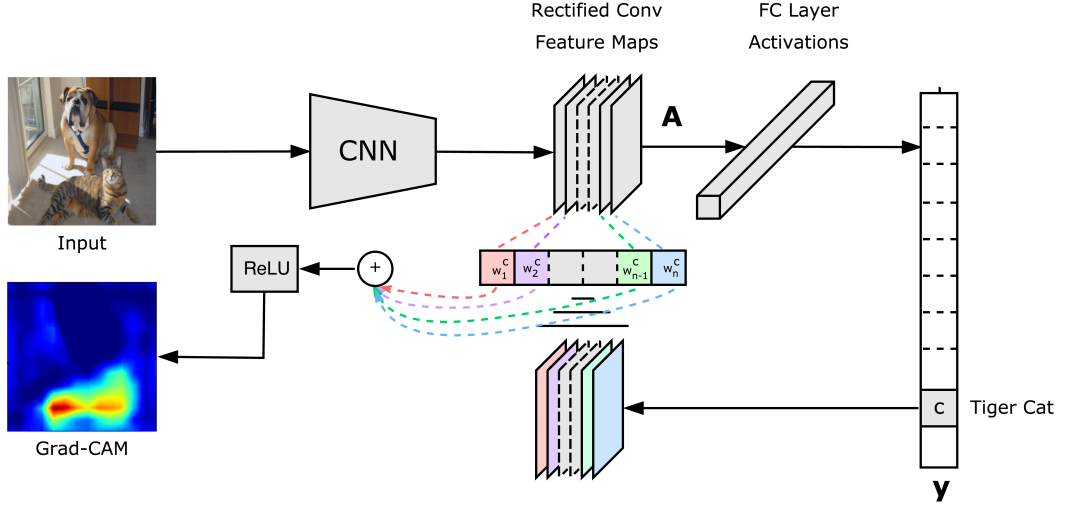 Rectified Conv
Feature Maps
FC Layer
Activations
A
CNN
Input
w₁ᶜ w₂ᶜ wₙ₋₁ᶜ wₙᶜ
ReLU
+
c
Tiger Cat
Grad-CAM
y